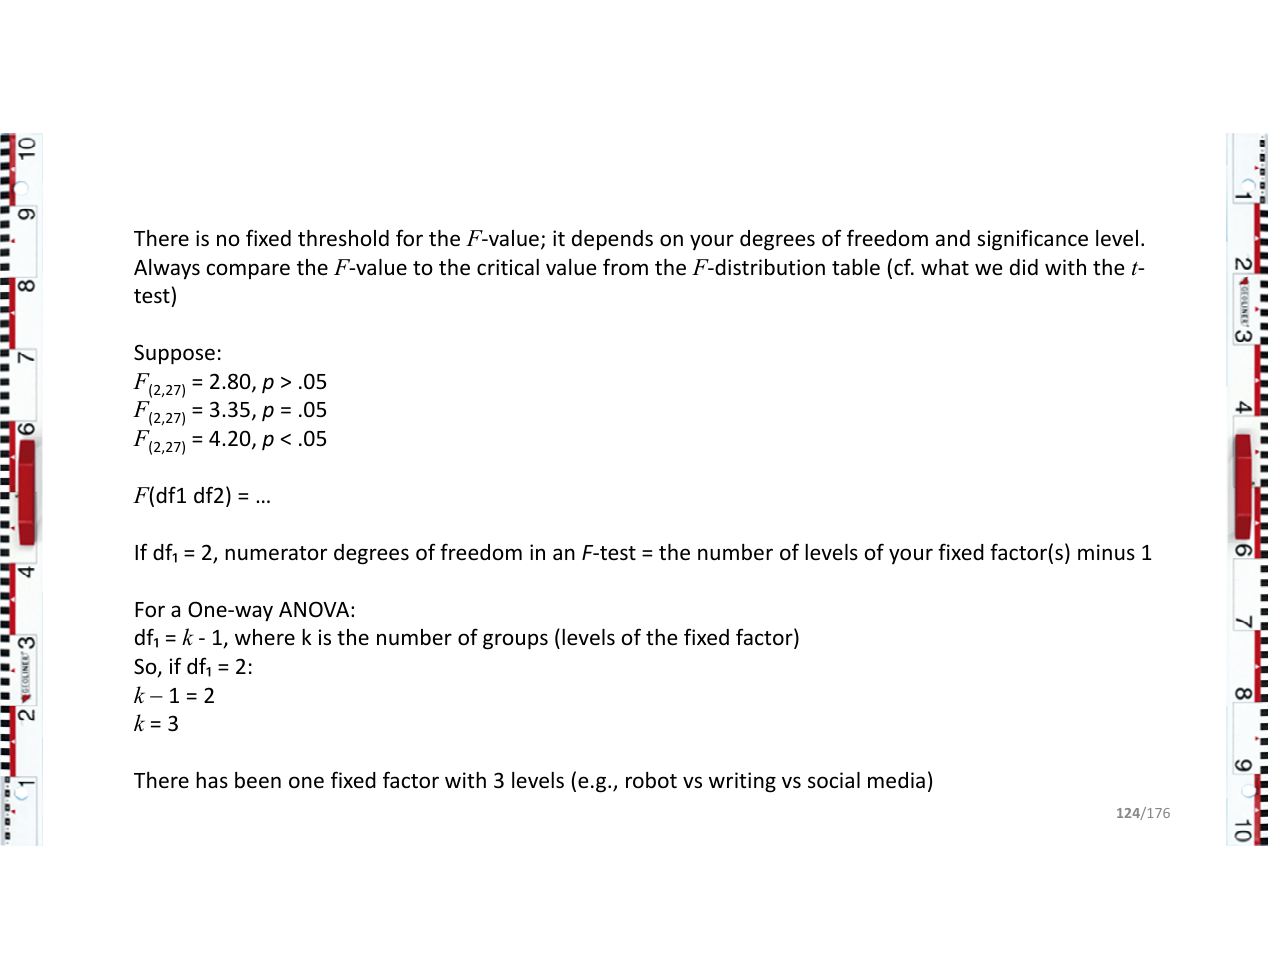 There is no fixed threshold for the F-value; it depends on your degrees of freedom and significance level.
Always compare the F-value to the critical value from the F-distribution table (cf. what we did with the t-
test)
Suppose:
F(2,27) = 2.80, p > .05
F(2,27) = 3.35, p = .05
F(2,27) = 4.20, p < .05
F(df1 df2) = …
If df₁ = 2, numerator degrees of freedom in an F-test = the number of levels of your fixed factor(s) minus 1
For a One-way ANOVA:
df₁ = k - 1, where k is the number of groups (levels of the fixed factor)
So, if df₁ = 2:
k – 1 = 2
k = 3
There has been one fixed factor with 3 levels (e.g., robot vs writing vs social media)
124/176
10
9
8
7
6
4
3
GEOLINER
2
1
1
2
GEOLINER
3
4
6
7
8
9
10